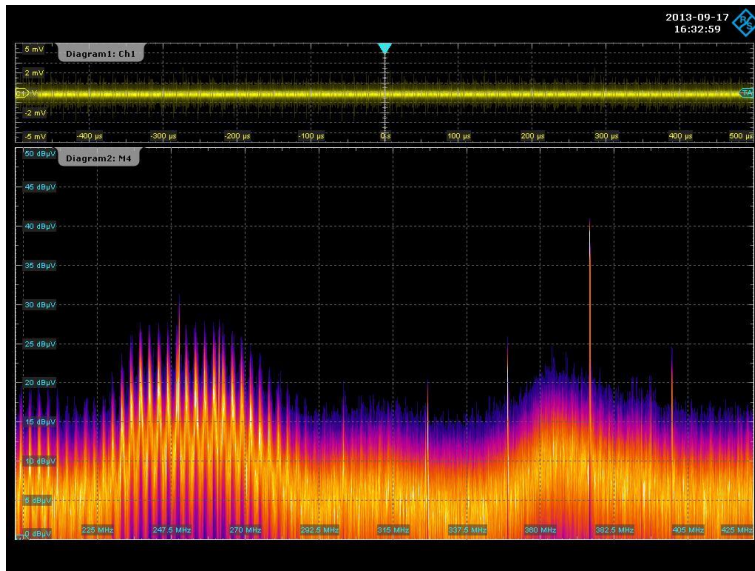 2013-09-17
16:32:59
5 mV
Diagram1: Ch1
2 mV
-2 mV
-5 mV
-400 µs
-300 µs
-200 µs
-100 µs
0 s
100 µs
200 µs
300 µs
400 µs
500 µs
50 dBµV
Diagram2: M4
45 dBµV
40 dBµV
35 dBµV
30 dBµV
25 dBµV
20 dBµV
15 dBµV
10 dBµV
5 dBµV
0 dBµV
225 MHz
247.5 MHz
270 MHz
292.5 MHz
315 MHz
337.5 MHz
360 MHz
382.5 MHz
405 MHz
425 MHz